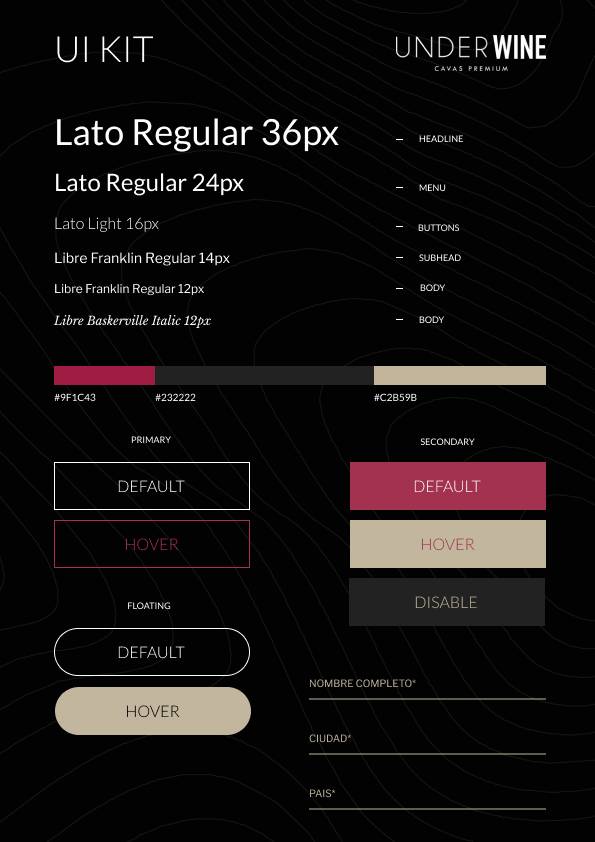 UI KIT
UNDERWINE
CAVAS PREMIUM
Lato Regular 36px
HEADLINE
Lato Regular 24px
MENU
Lato Light 16px
BUTTONS
Libre Franklin Regular 14px
SUBHEAD
Libre Franklin Regular 12px
BODY
Libre Baskerville Italic 12px
BODY
#9F1C43
#232222
#C2B59B
PRIMARY
DEFAULT
HOVER
SECONDARY
DEFAULT
HOVER
DISABLE
FLOATING
DEFAULT
HOVER
NOMBRE COMPLETO*
CIUDAD*
PAIS*